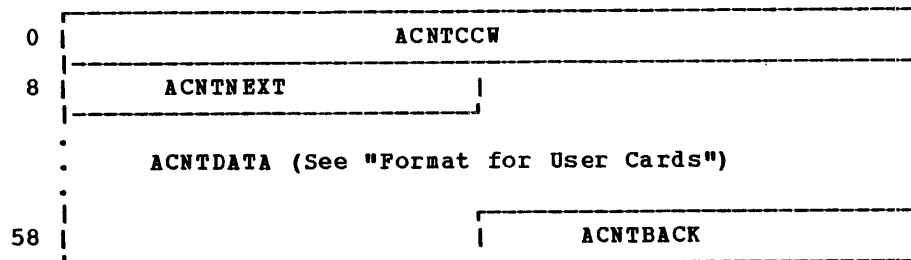 0 ACNTCCW
8 ACNTNEXT
ACNTDATA (See "Format for User Cards")
58 ACNTBACK